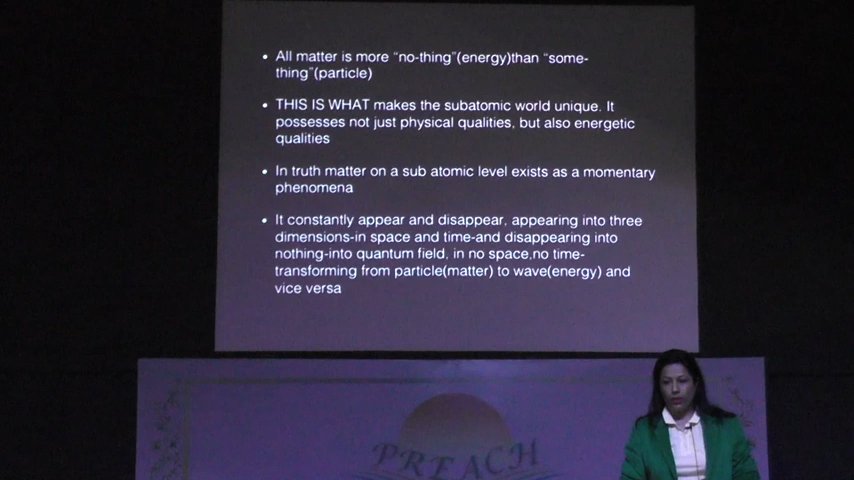 • All matter is more “no-thing”(energy)than “some-
thing”(particle)
• THIS IS WHAT makes the subatomic world unique. It
possesses not just physical qualities, but also energetic
qualities
• In truth matter on a sub atomic level exists as a momentary
phenomena
• It constantly appear and disappear, appearing into three
dimensions-in space and time-and disappearing into
nothing-into quantum field, in no space,no time-
transforming from particle(matter) to wave(energy) and
vice versa
PREACH